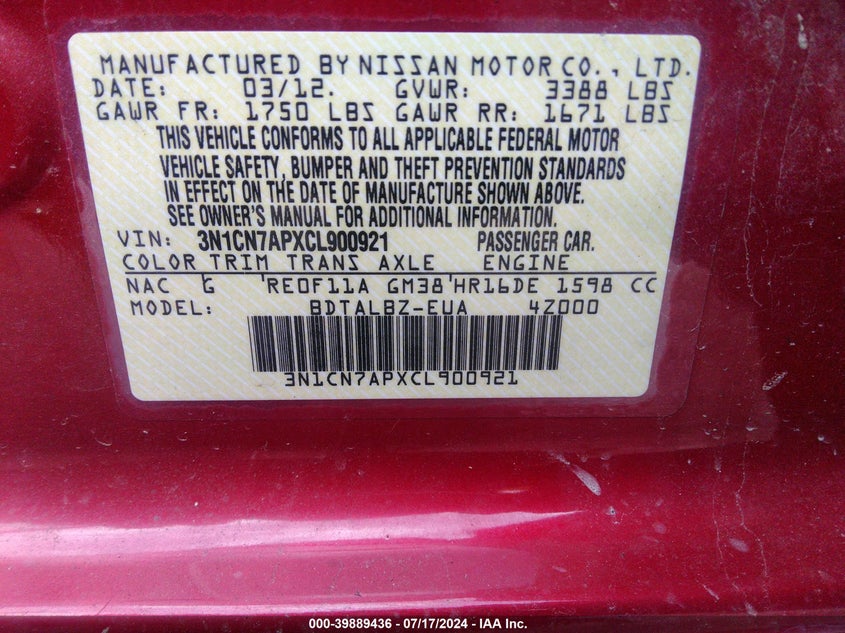 MANUFACTURED BY NISSAN MOTOR CO., LTD.
DATE: 03/12. GVWR: 3388 LBS
GAWR FR: 1750 LBS GAWR RR: 1671 LBS
THIS VEHICLE CONFORMS TO ALL APPLICABLE FEDERAL MOTOR
VEHICLE SAFETY, BUMPER AND THEFT PREVENTION STANDARDS
IN EFFECT ON THE DATE OF MANUFACTURE SHOWN ABOVE.
SEE OWNER'S MANUAL FOR ADDITIONAL INFORMATION.
VIN: 3N1CN7APXCL900921 PASSENGER CAR.
COLOR TRIM TRANS AXLE ENGINE
NAC G 'RE0F11A GM38'HR16DE 1598 CC
MODEL: BDTALBZ-EUA 4Z000
3N1CN7APXCL900921
000-39889436 - 07/17/2024 - IAA Inc.